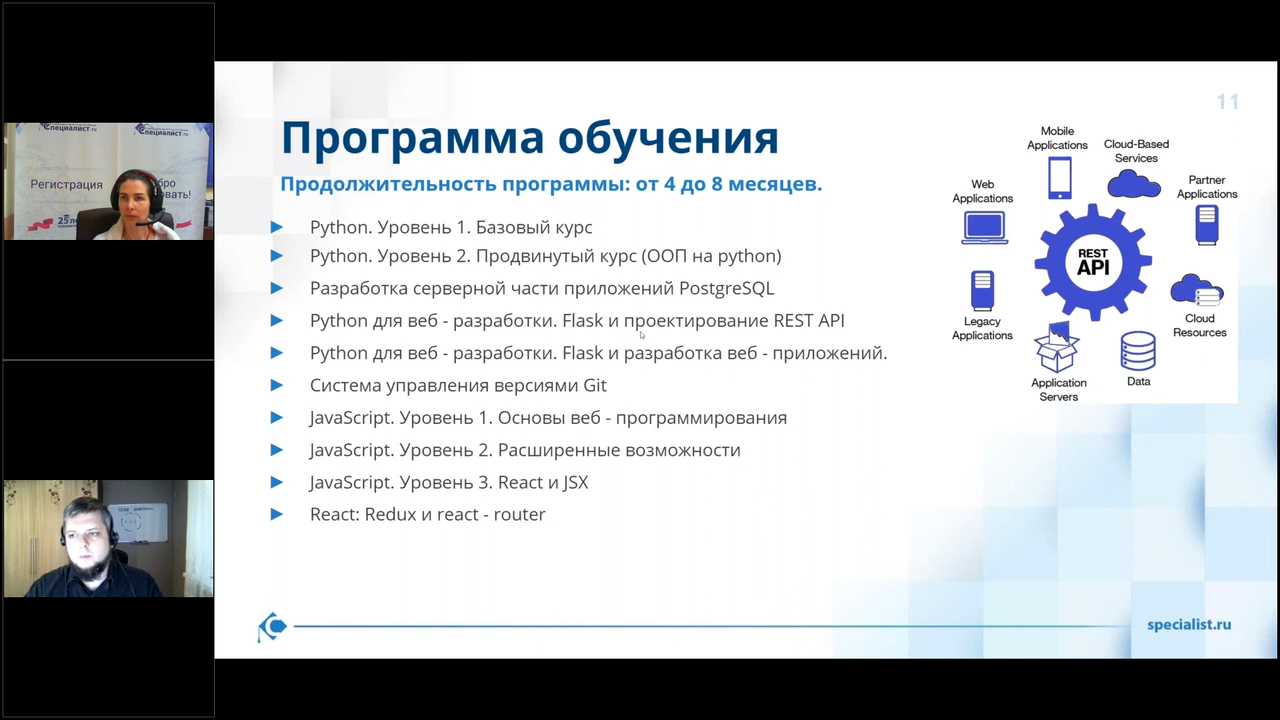 Специалист.ru
Специалист.ru
Регистрация
11
Программа обучения
Продолжительность программы: от 4 до 8 месяцев.
Python. Уровень 1. Базовый курс
Python. Уровень 2. Продвинутый курс (ООП на python)
Разработка серверной части приложений PostgreSQL
Python для веб - разработки. Flask и проектирование REST API
Python для веб - разработки. Flask и разработка веб - приложений.
Система управления версиями Git
JavaScript. Уровень 1. Основы веб - программирования
JavaScript. Уровень 2. Расширенные возможности
JavaScript. Уровень 3. React и JSX
React: Redux и react - router
Mobile
Applications
Cloud-Based
Services
Web
Applications
Partner
Applications
REST
API
Legacy
Applications
Cloud
Resources
Application
Servers
Data
specialist.ru